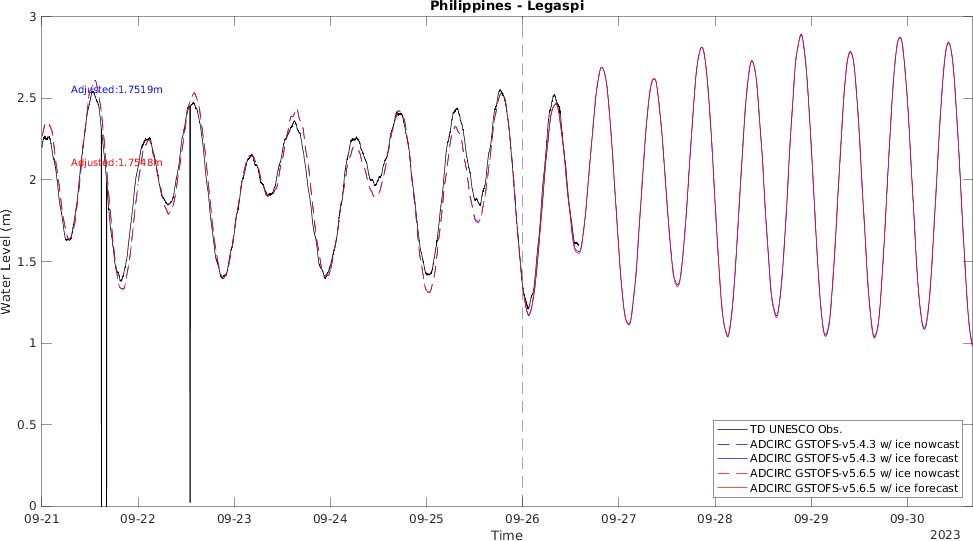 Philippines - Legaspi
Water Level (m)
3
2.5
2
1.5
1
0.5
0
Adjusted:1.7519m
Adjusted:1.7548m
TD UNESCO Obs.
ADCIRC GSTOFS-v5.4.3 w/ ice nowcast
ADCIRC GSTOFS-v5.4.3 w/ ice forecast
ADCIRC GSTOFS-v5.6.5 w/ ice nowcast
ADCIRC GSTOFS-v5.6.5 w/ ice forecast
09-21 09-22 09-23 09-24 09-25 09-26 09-27 09-28 09-29 09-30
Time
2023